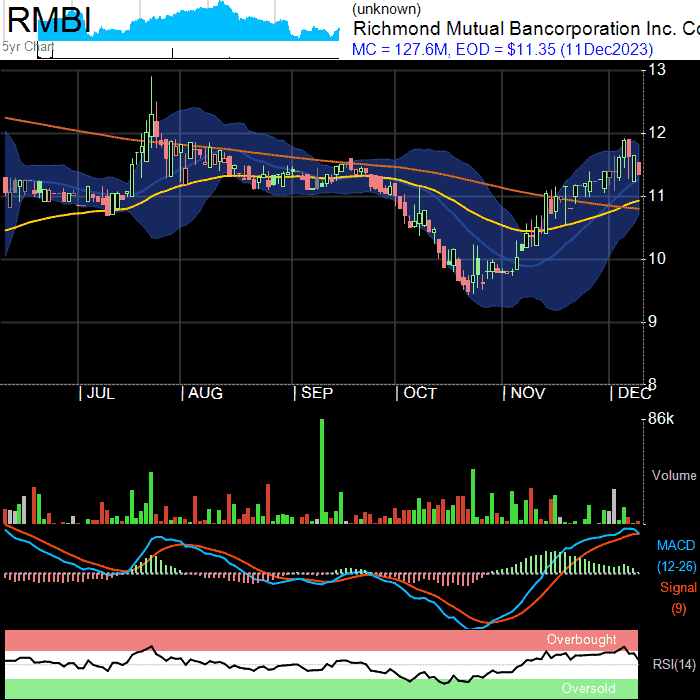 RMBI
5yr Chart
(unknown)
Richmond Mutual Bancorporation Inc. Co
MC = 127.6M, EOD = $11.35 (11Dec2023)
13
12
11
10
9
8
JUL AUG SEP OCT NOV DEC
86k
Volume
MACD
(12-26)
Signal
(9)
Overbought
RSI(14)
Oversold